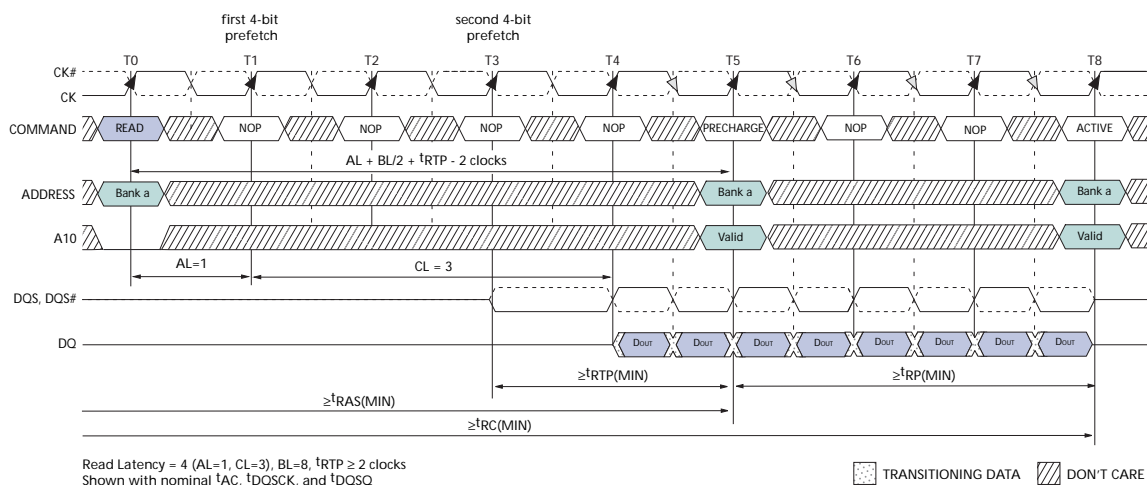 first 4-bit
prefetch
second 4-bit
prefetch
T0 T1 T2 T3 T4 T5 T6 T7 T8
CK#
CK
COMMAND READ NOP NOP NOP NOP PRECHARGE NOP NOP ACTIVE
AL + BL/2 + tRTP - 2 clocks
ADDRESS Bank a Bank a Bank a
A10 Valid Valid
AL=1 CL = 3
DQS, DQS#
DQ DOUT DOUT DOUT DOUT DOUT DOUT DOUT DOUT
≥tRTP(MIN) ≥tRP(MIN)
≥tRAS(MIN)
≥tRC(MIN)
Read Latency = 4 (AL=1, CL=3), BL=8, tRTP ≥ 2 clocks
Shown with nominal tAC, tDQSCK, and tDQSQ
TRANSITIONING DATA DON'T CARE